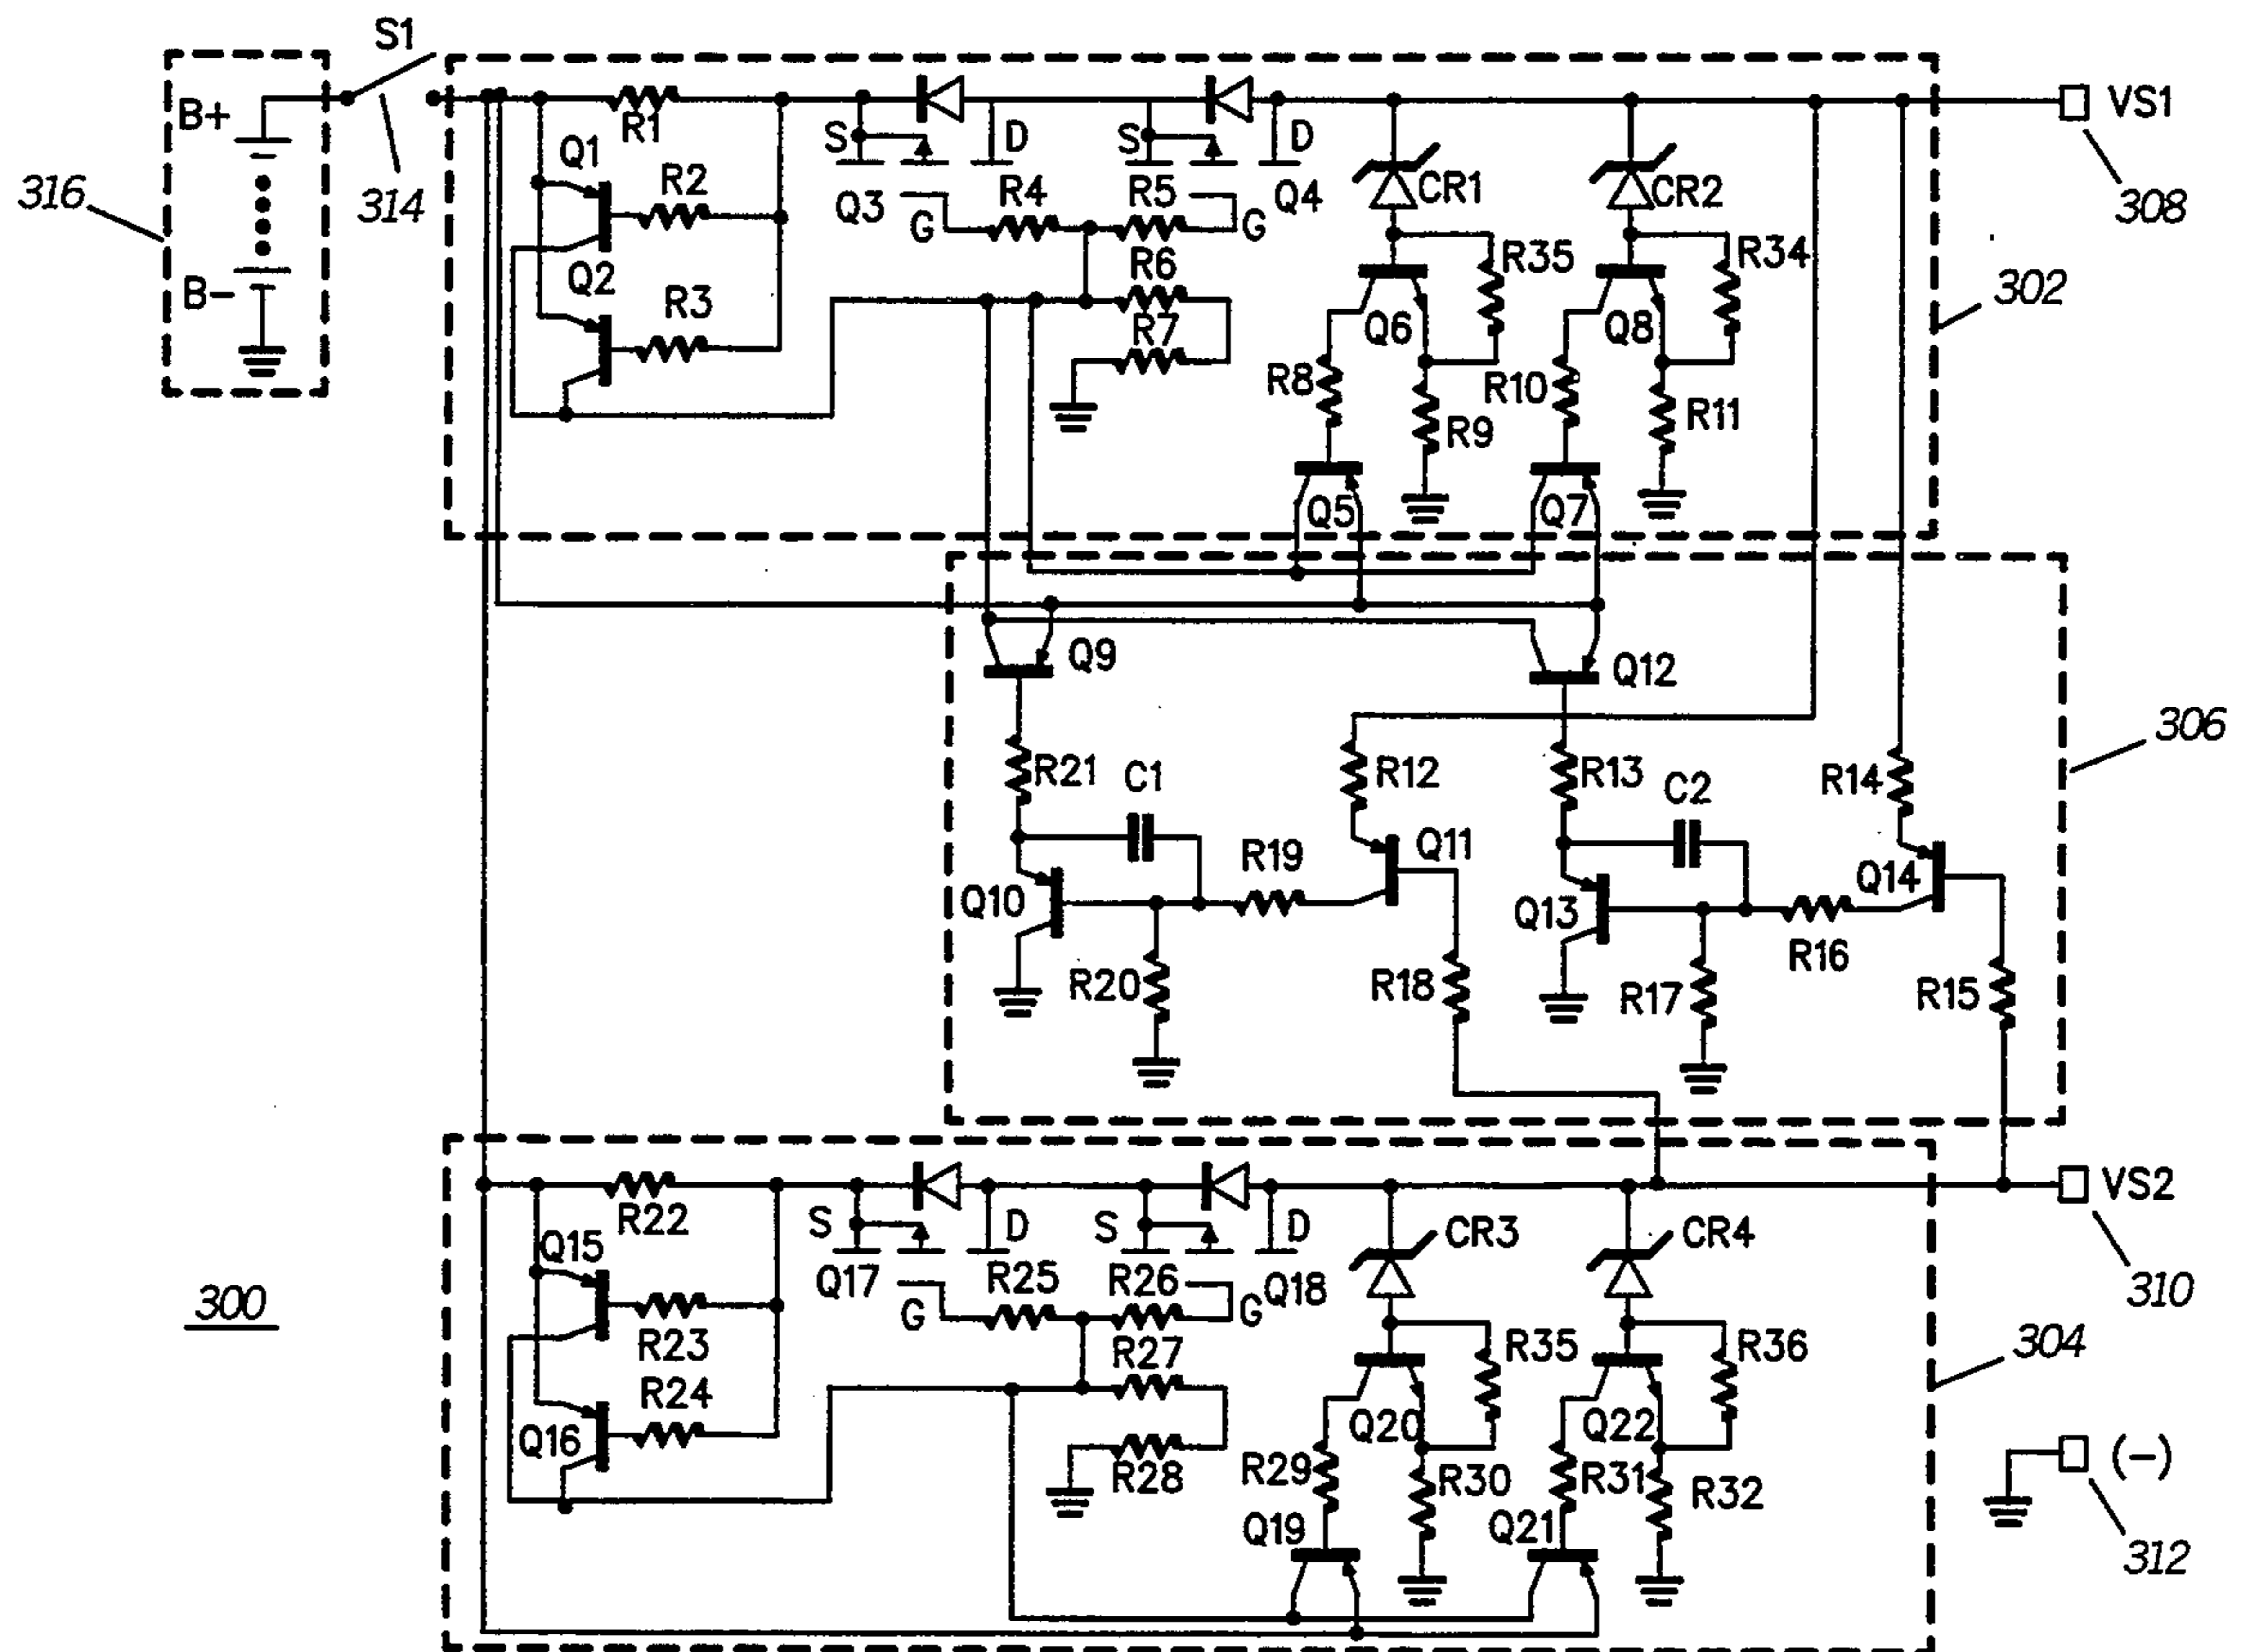 S1
B+
R1
S
D
S
D
VS1
Q1
R2
316
314
Q3
R4
R5
Q4
CR1
CR2
308
G
G
B-
Q2
R3
R6
R35
R34
302
R7
Q6
Q8
R8
R10
R9
R11
Q5
Q7
Q9
Q12
306
R21
C1
R12
R13
C2
R14
Q11
R19
Q14
Q10
Q13
R20
R18
R17
R16
R15
VS2
R22
S
D
S
D
CR3
CR4
Q15
Q17
R25
R26
Q18
310
300
G
G
R23
R27
R35
R36
304
R24
Q16
Q20
Q22
R28
R29
R30
R31
R32
(-)
Q19
Q21
312